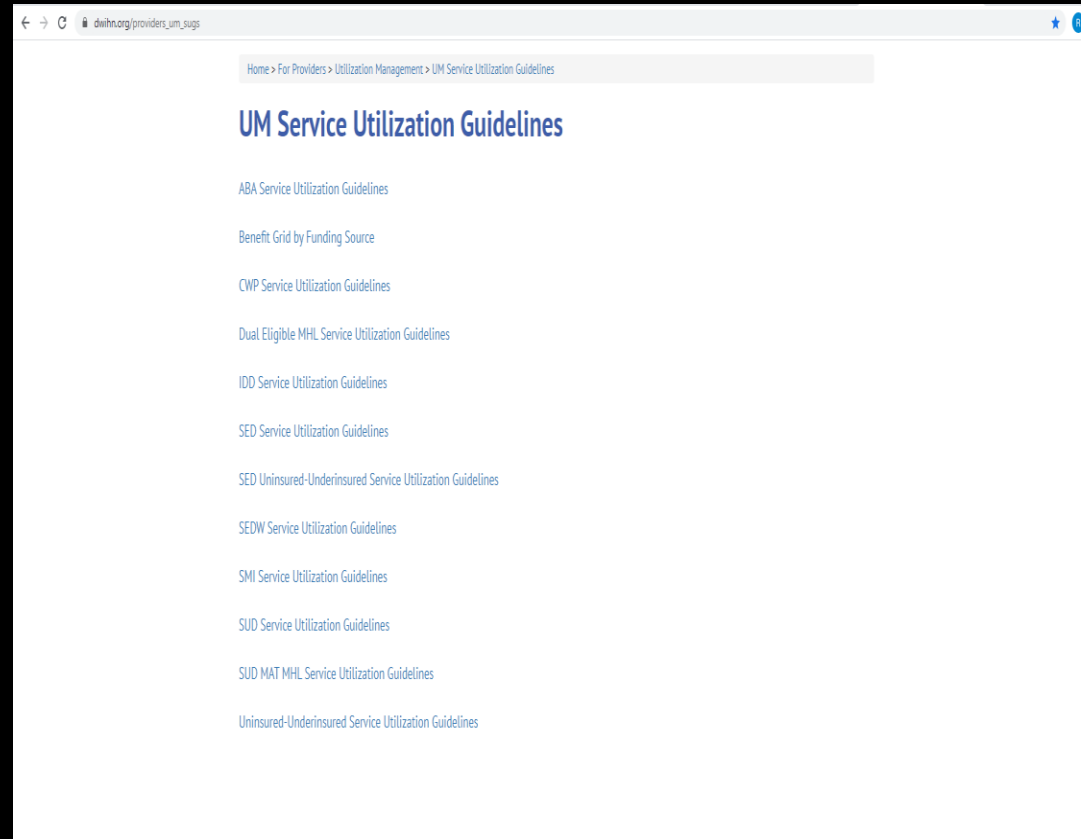 dwihn.org/providers_um_sugs
Home > For Providers > Utilization Management > UM Service Utilization Guidelines
UM Service Utilization Guidelines
ABA Service Utilization Guidelines
Benefit Grid by Funding Source
CWP Service Utilization Guidelines
Dual Eligible MHL Service Utilization Guidelines
IDD Service Utilization Guidelines
SED Service Utilization Guidelines
SED Uninsured-Underinsured Service Utilization Guidelines
SEDW Service Utilization Guidelines
SMI Service Utilization Guidelines
SUD Service Utilization Guidelines
SUD MAT MHL Service Utilization Guidelines
Uninsured-Underinsured Service Utilization Guidelines